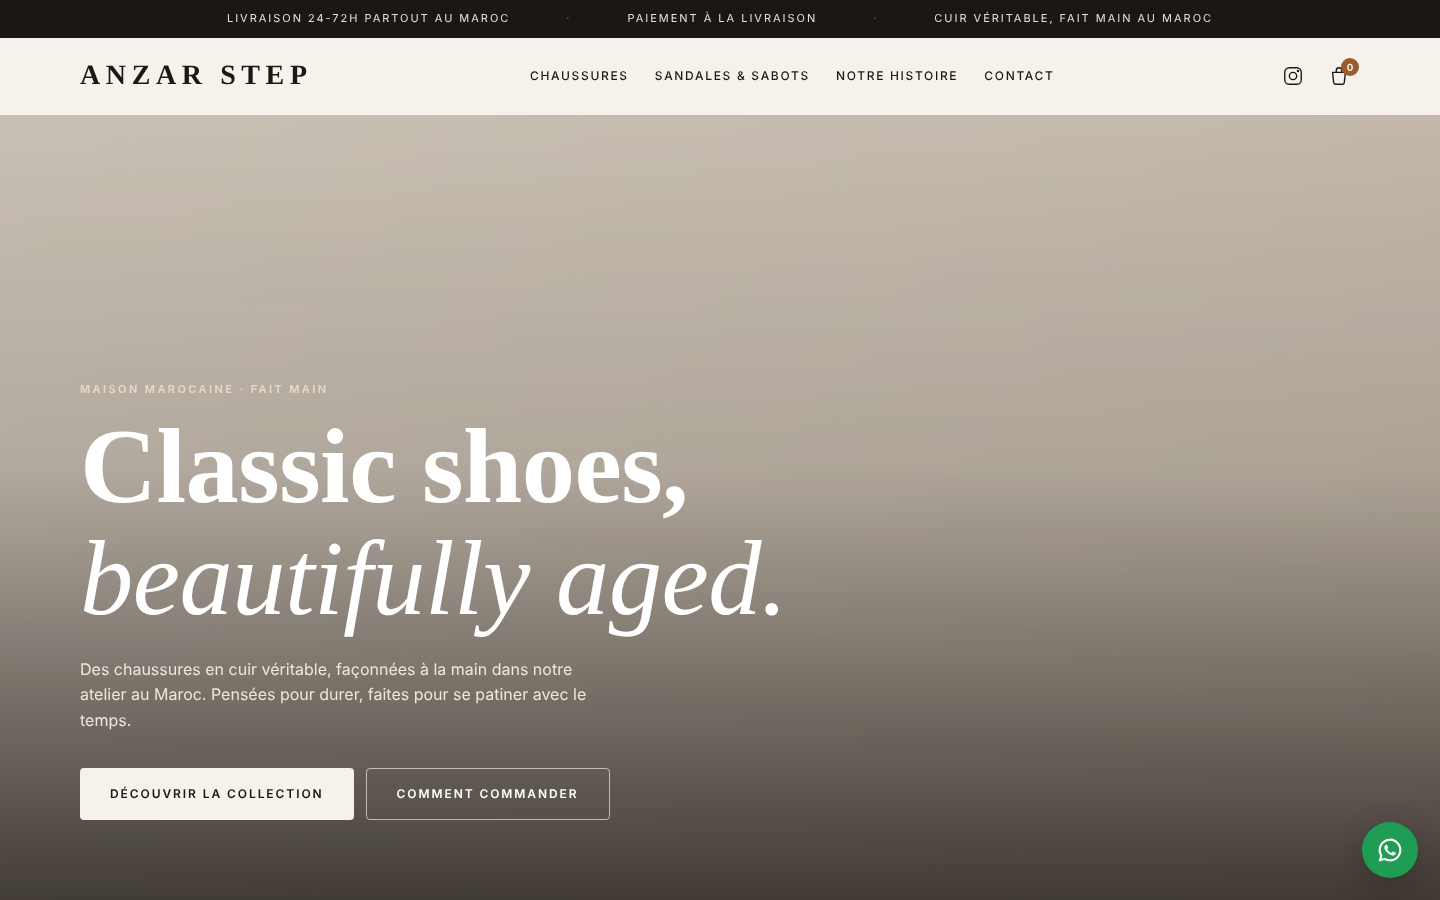 LIVRAISON 24-72H PARTOUT AU MAROC · PAIEMENT À LA LIVRAISON · CUIR VÉRITABLE, FAIT MAIN AU MAROC
ANZAR STEP
CHAUSSURES SANDALES & SABOTS NOTRE HISTOIRE CONTACT
0
MAISON MAROCAINE · FAIT MAIN
Classic shoes,
beautifully aged.
Des chaussures en cuir véritable, façonnées à la main dans notre
atelier au Maroc. Pensées pour durer, faites pour se patiner avec le
temps.
DÉCOUVRIR LA COLLECTION
COMMENT COMMANDER